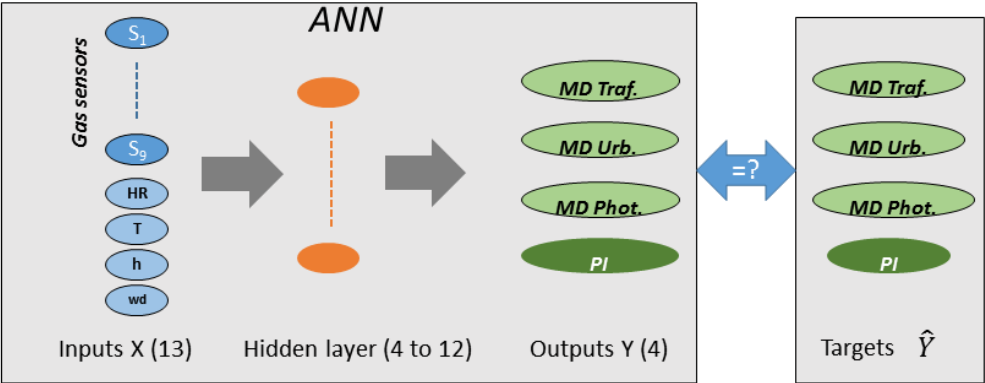 ANN
Gas sensors
S1
S9
HR
T
h
wd
Inputs X (13)
Hidden layer (4 to 12)
MD Traf.
MD Urb.
MD Phot.
PI
Outputs Y (4)
=?
MD Traf.
MD Urb.
MD Phot.
PI
Targets Ŷ